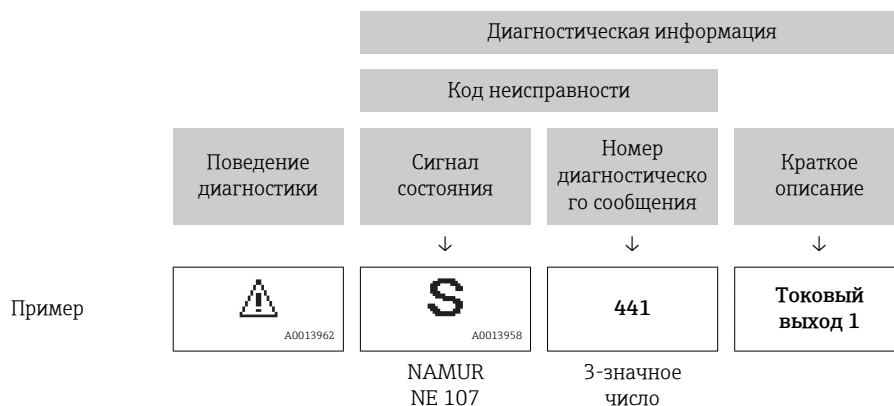 Диагностическая информация
Код неисправности
Поведение
диагностики
Сигнал
состояния
Номер
диагностическо
го сообщения
Краткое
описание
↓
↓
↓
Пример
A0013962
S
A0013958
441
Токовый
выход 1
NAMUR
NE 107
3-значное
число